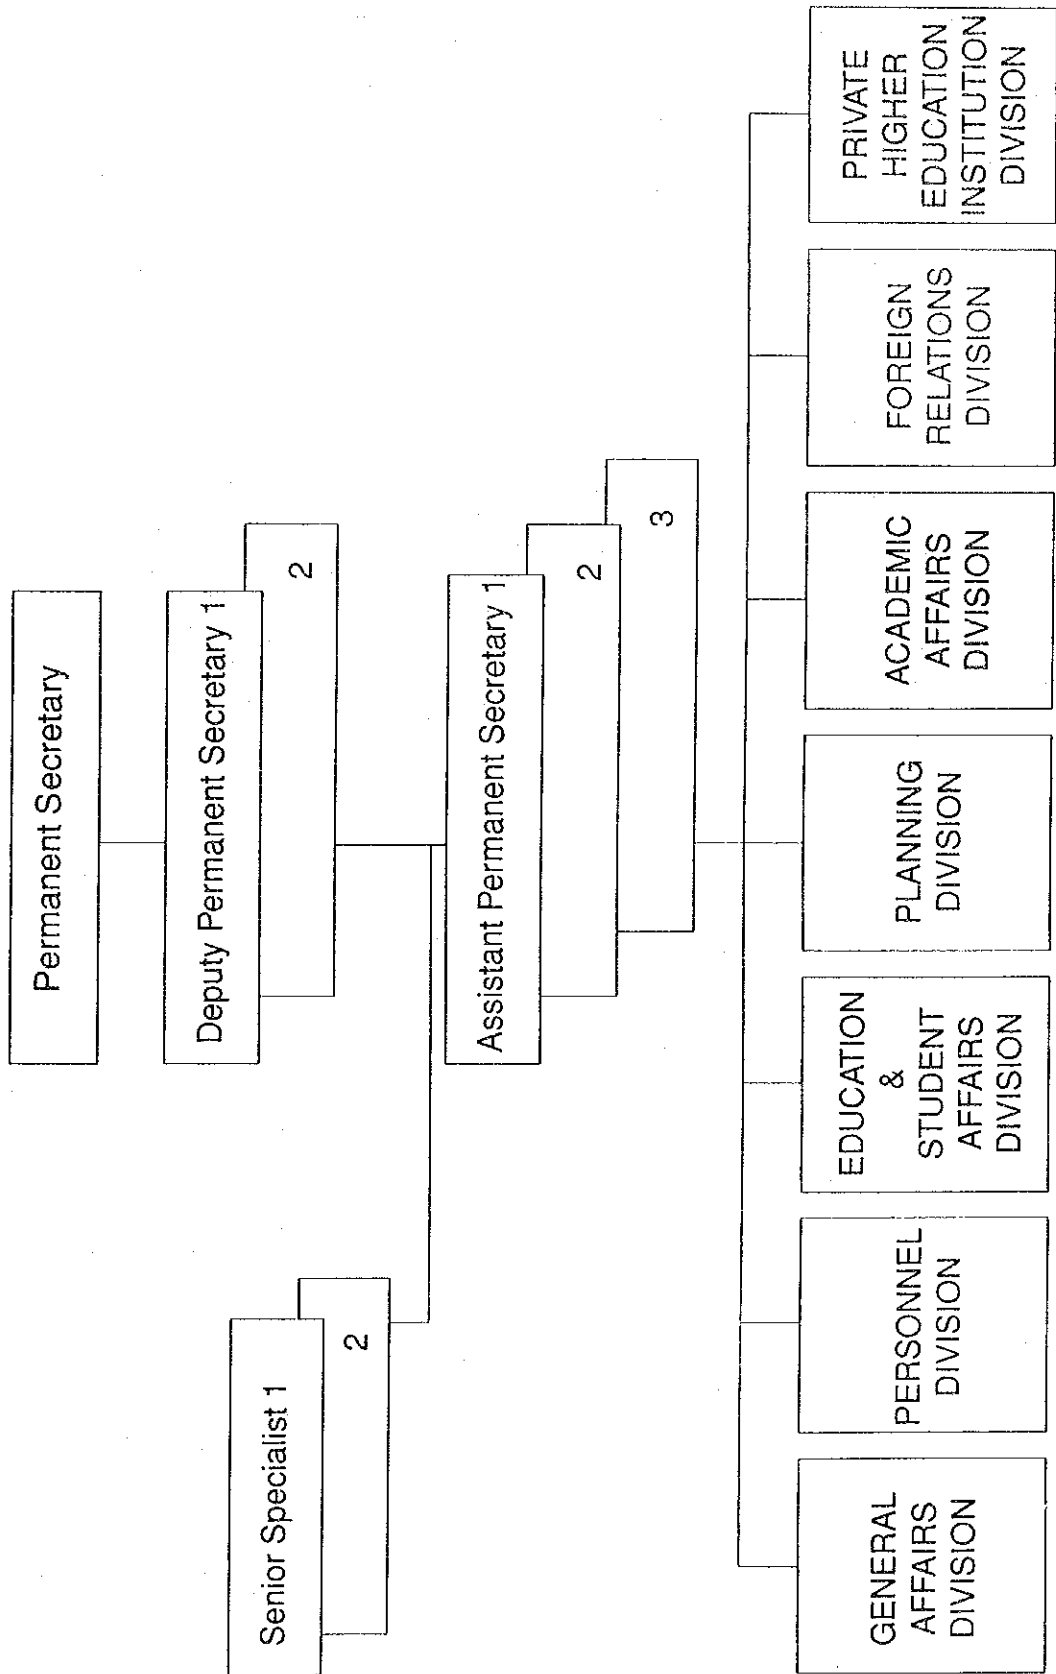 Permanent Secretary
Deputy Permanent Secretary 1
2
Senior Specialist 1
2
Assistant Permanent Secretary 1
2
3
GENERAL
AFFAIRS
DIVISION
PERSONNEL
DIVISION
EDUCATION
&
STUDENT
AFFAIRS
DIVISION
PLANNING
DIVISION
ACADEMIC
AFFAIRS
DIVISION
FOREIGN
RELATIONS
DIVISION
PRIVATE
HIGHER
EDUCATION
INSTITUTION
DIVISION